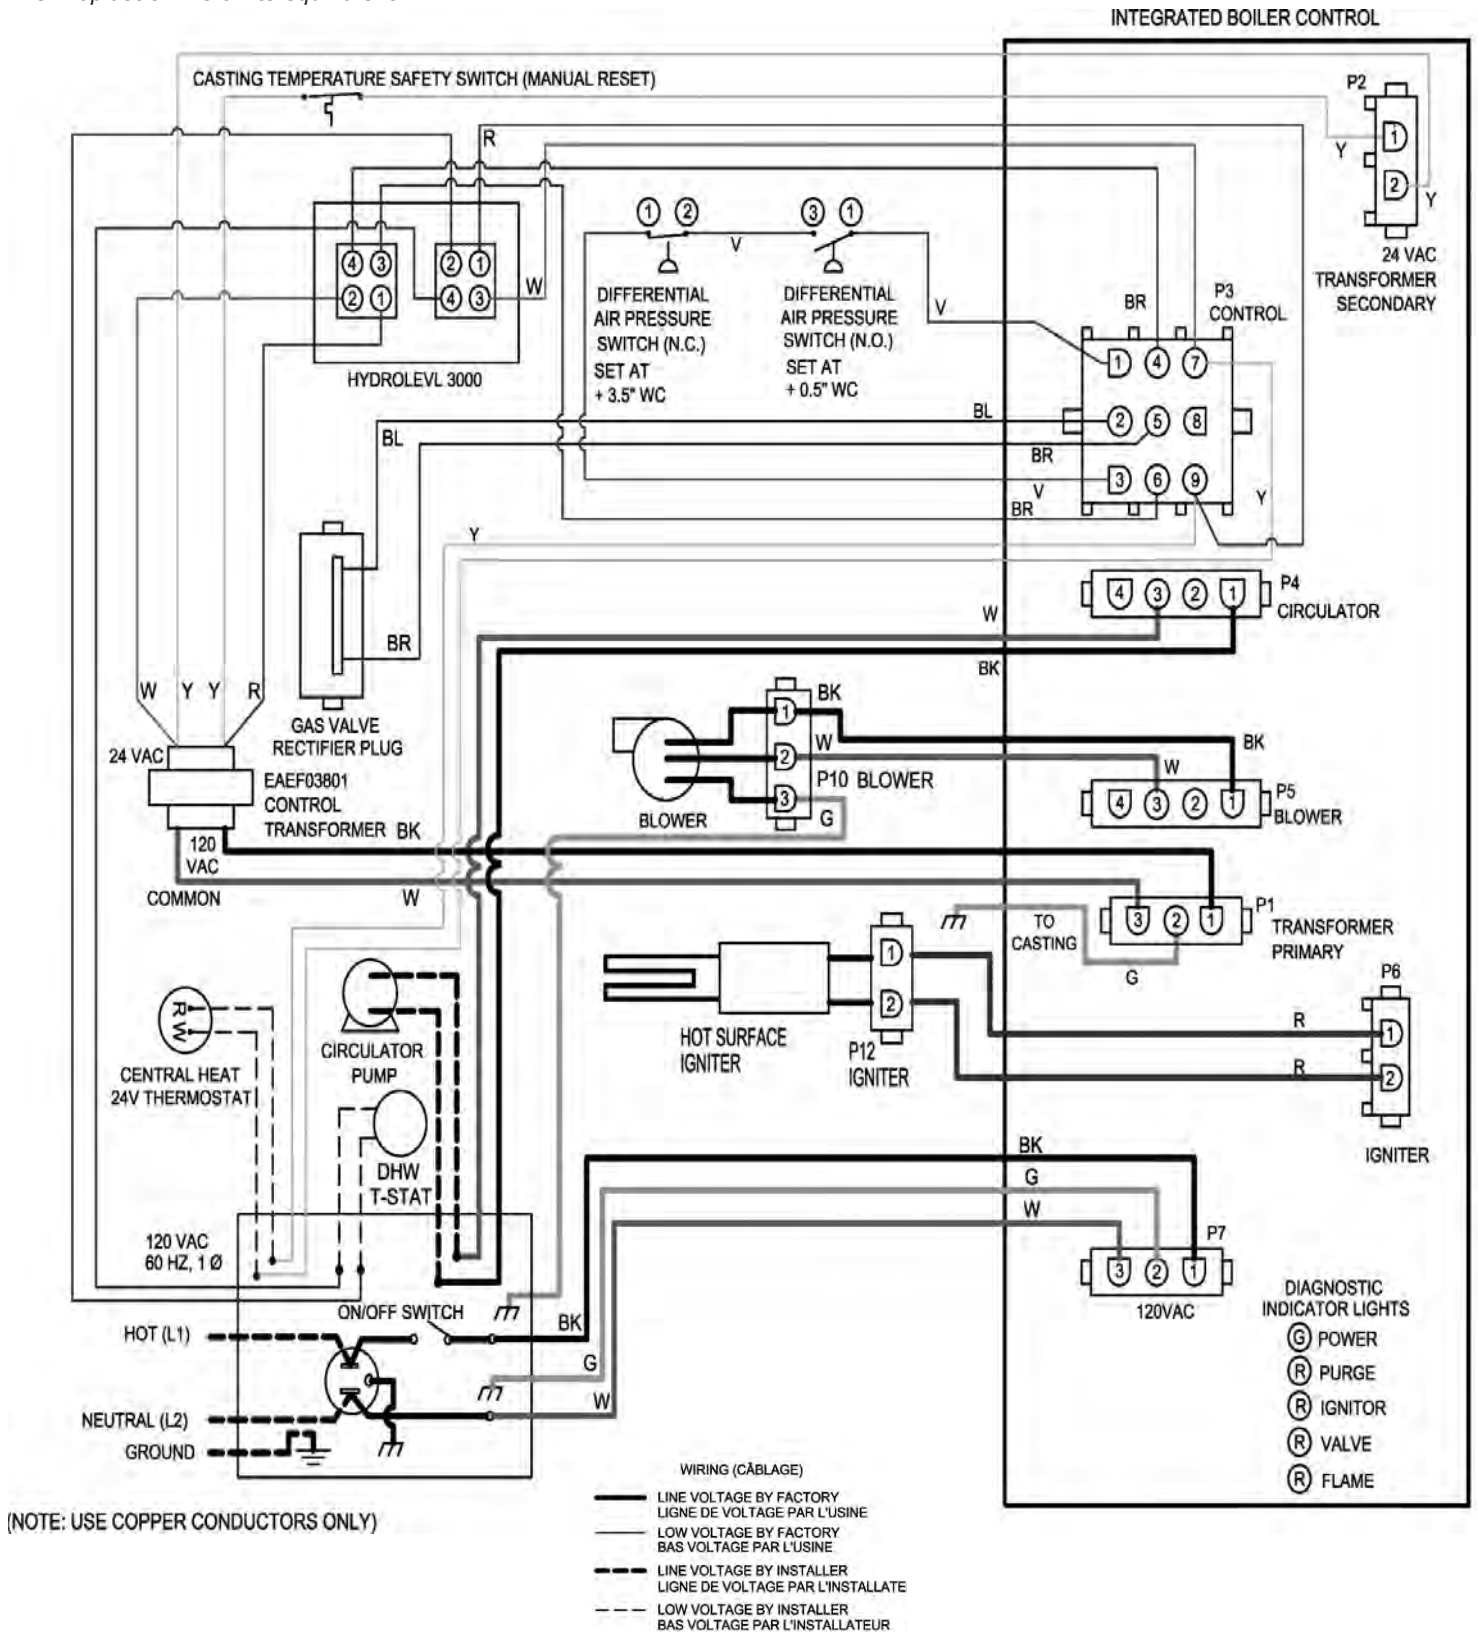 INTEGRATED BOILER CONTROL
CASTING TEMPERATURE SAFETY SWITCH (MANUAL RESET)
P2
1
Y
2
Y
24 VAC
TRANSFORMER
SECONDARY
R
4 3 2 1
2 1 4 3
W
HYDROLEVL 3000
1 2
V
3 1
V
DIFFERENTIAL
AIR PRESSURE
SWITCH (N.C.)
SET AT
+ 3.5" WC
DIFFERENTIAL
AIR PRESSURE
SWITCH (N.O.)
SET AT
+ 0.5" WC
BR
P3
CONTROL
1 4 7
2 5 8
3 6 9
BL
BR
V
BR
Y
BL
BR
Y
GAS VALVE
RECTIFIER PLUG
P4
4 3 2 1
CIRCULATOR
W
BK
W Y Y R
24 VAC
EAEF03801
CONTROL
TRANSFORMER
BK
120
VAC
COMMON
W
BLOWER
1
2
3
BK
W
P10 BLOWER
G
BK
W
P5
4 3 2 1
BLOWER
P1
3 2 1
TRANSFORMER
PRIMARY
TO
CASTING
G
HOT SURFACE
IGNITER
1
2
P12
IGNITER
P6
R
1
R
2
IGNITER
R
W
CENTRAL HEAT
24V THERMOSTAT
CIRCULATOR
PUMP
DHW
T-STAT
120 VAC
60 HZ, 1 Ø
ON/OFF SWITCH
HOT (L1)
NEUTRAL (L2)
GROUND
BK
G
W
BK
G
W
P7
3 2 1
120VAC
DIAGNOSTIC
INDICATOR LIGHTS
G POWER
R PURGE
R IGNITOR
R VALVE
R FLAME
(NOTE: USE COPPER CONDUCTORS ONLY)
WIRING (CÂBLAGE)
LINE VOLTAGE BY FACTORY
LIGNE DE VOLTAGE PAR L'USINE
LOW VOLTAGE BY FACTORY
BAS VOLTAGE PAR L'USINE
LINE VOLTAGE BY INSTALLER
LIGNE DE VOLTAGE PAR L'INSTALLATE
LOW VOLTAGE BY INSTALLER
BAS VOLTAGE PAR L'INSTALLATEUR